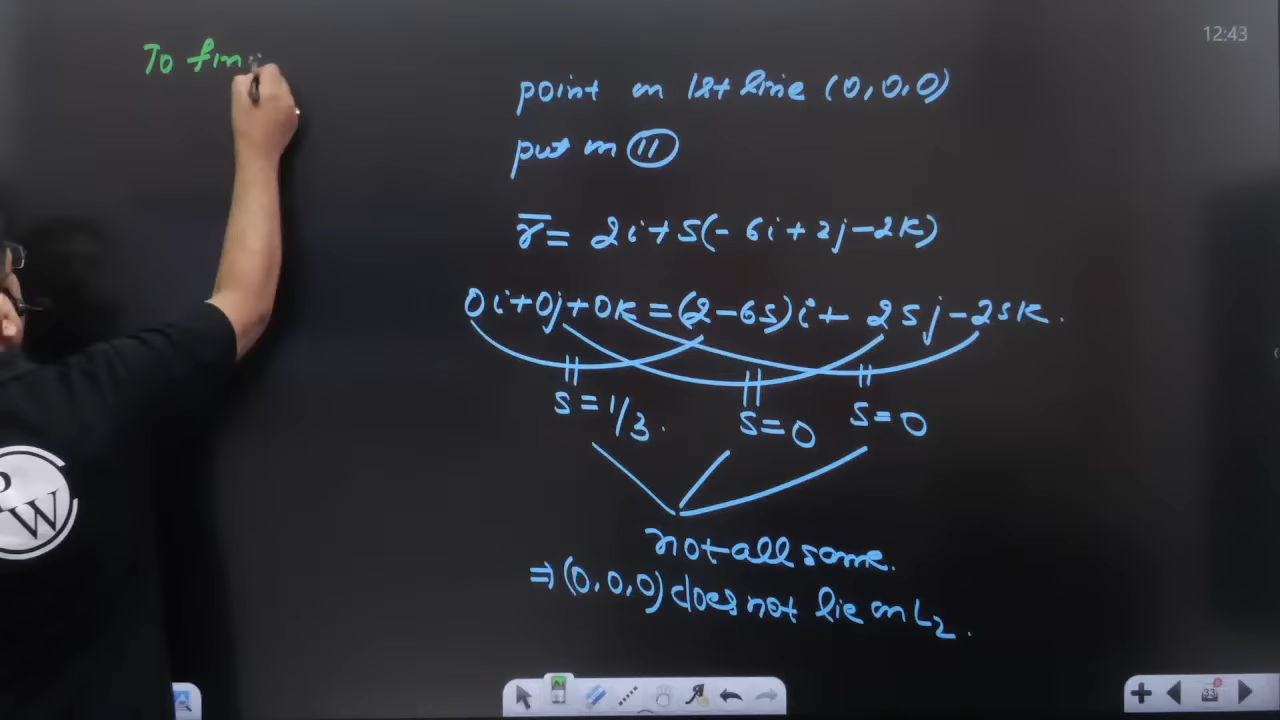 12:43
To fin
point on 1st line (0,0,0)
put in 11
r̅ = 2i+s(-6i+2j-2k)
0i+0j+0k=(2-6s)i+ 2sj-2sk.
s=1/3. s=0 s=0
not all same.
⇒(0,0,0) does not lie on L₂.
PW
33